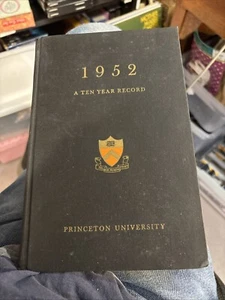 1952
A TEN YEAR RECORD
PRINCETON UNIVERSITY